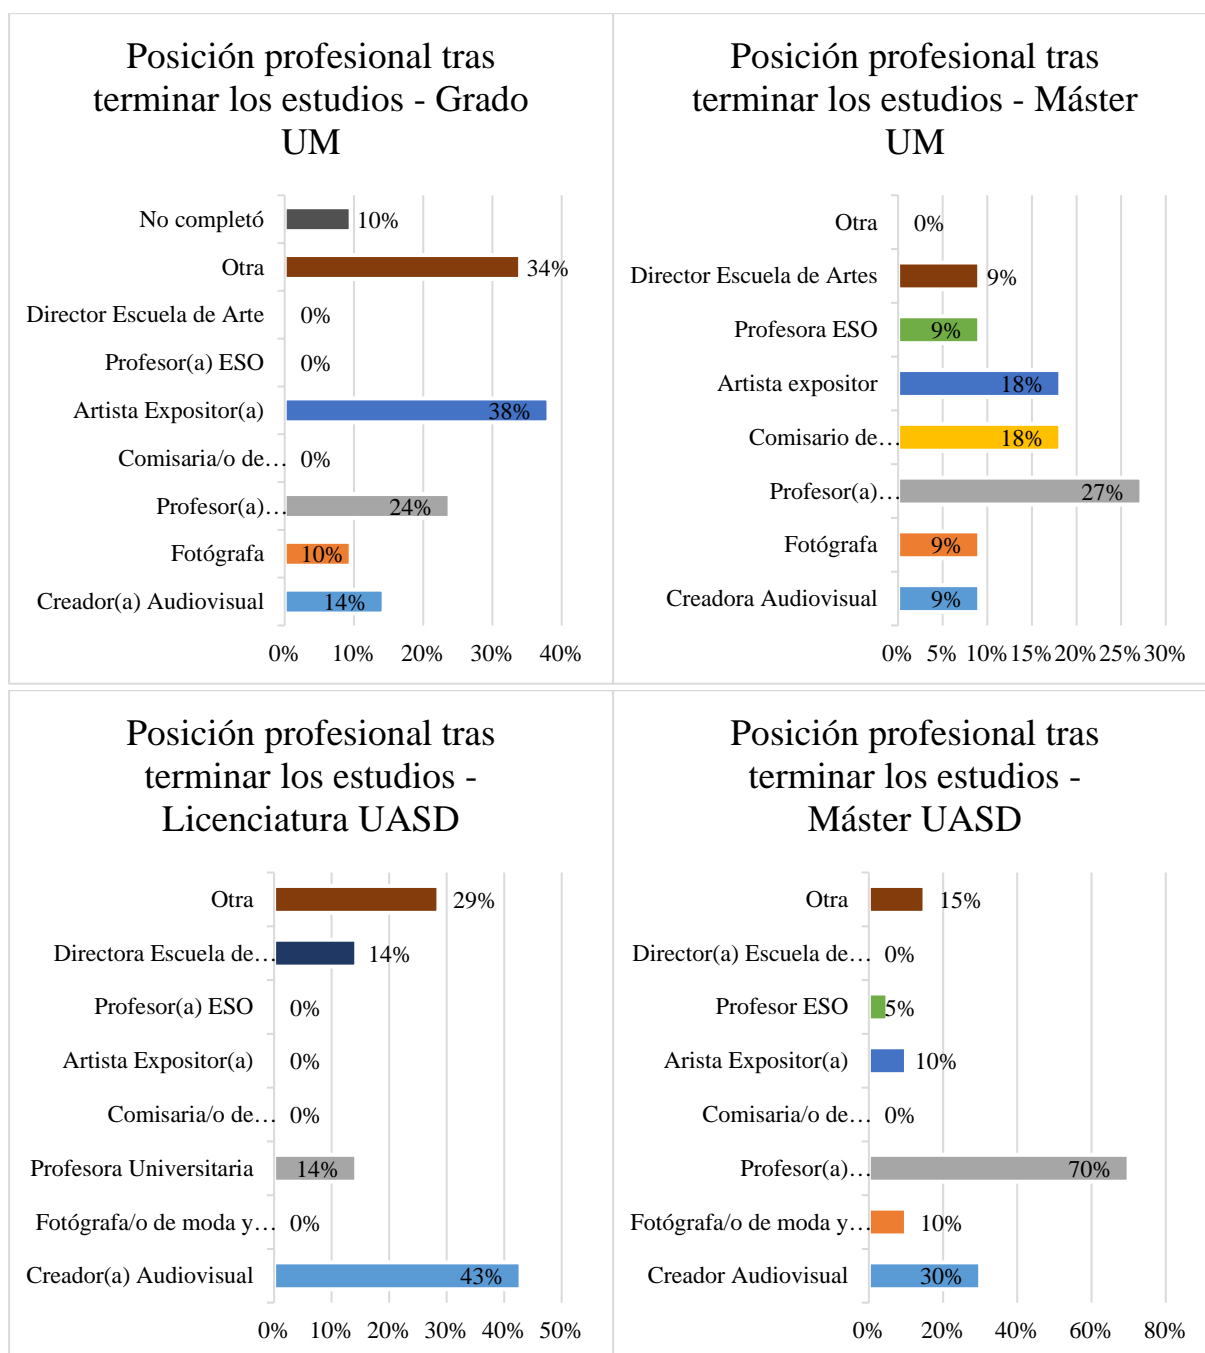 Posición profesional tras
terminar los estudios - Grado
UM
No completó 10%
Otra 34%
Director Escuela de Arte 0%
Profesor(a) ESO 0%
Artista Expositor(a) 38%
Comisaria/o de… 0%
Profesor(a)… 24%
Fotógrafa 10%
Creador(a) Audiovisual 14%
0% 10% 20% 30% 40%
Posición profesional tras
terminar los estudios - Máster
UM
Otra 0%
Director Escuela de Artes 9%
Profesora ESO 9%
Artista expositor 18%
Comisario de… 18%
Profesor(a)… 27%
Fotógrafa 9%
Creadora Audiovisual 9%
0% 5% 10% 15% 20% 25% 30%
Posición profesional tras
terminar los estudios -
Licenciatura UASD
Otra 29%
Directora Escuela de… 14%
Profesor(a) ESO 0%
Artista Expositor(a) 0%
Comisaria/o de… 0%
Profesora Universitaria 14%
Fotógrafa/o de moda y… 0%
Creador(a) Audiovisual 43%
0% 10% 20% 30% 40% 50%
Posición profesional tras
terminar los estudios -
Máster UASD
Otra 15%
Director(a) Escuela de… 0%
Profesor ESO 5%
Arista Expositor(a) 10%
Comisaria/o de… 0%
Profesor(a)… 70%
Fotógrafa/o de moda y… 10%
Creador Audiovisual 30%
0% 20% 40% 60% 80%